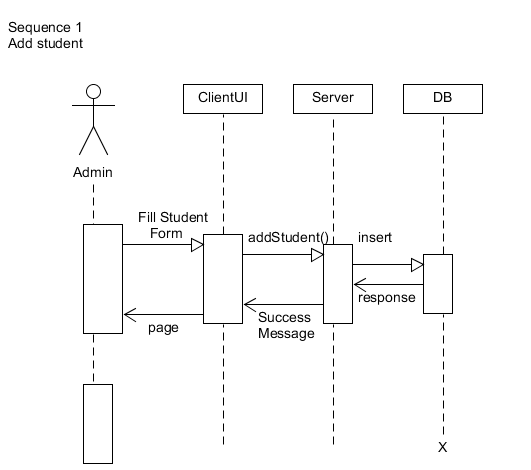 Sequence 1
Add student
ClientUI
Server
DB
Admin
Fill Student
Form
addStudent()
insert
response
Success
Message
page
X